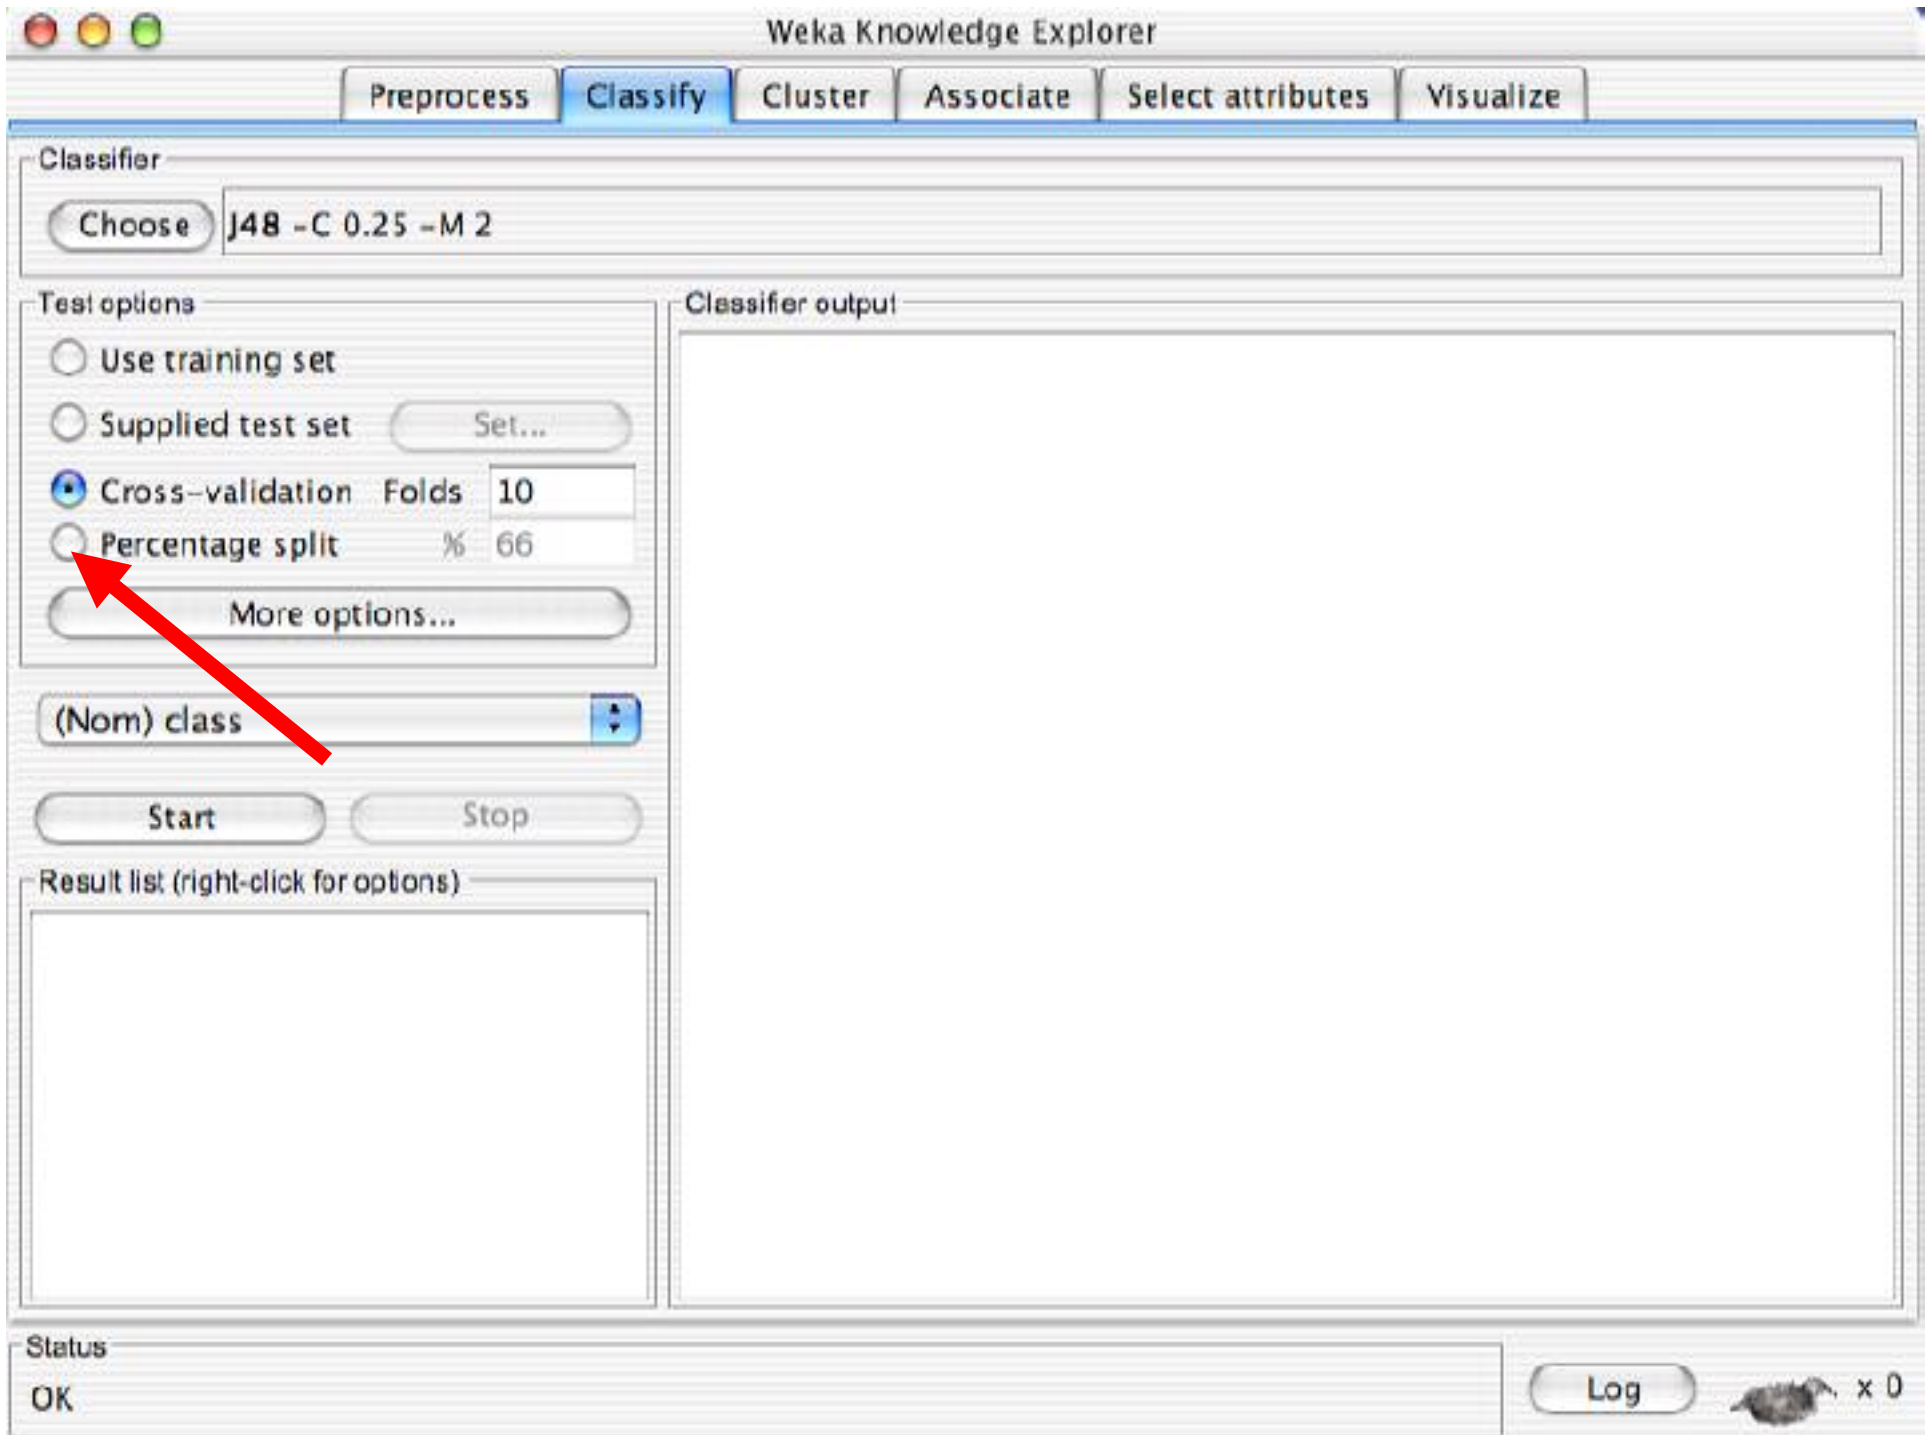 Weka Knowledge Explorer
Preprocess Classify Cluster Associate Select attributes Visualize
Classifier
Choose J48 -C 0.25 -M 2
Test options
Use training set
Supplied test set Set...
Cross-validation Folds 10
Percentage split % 66
More options...
(Nom) class
Start Stop
Result list (right-click for options)
Classifier output
Status
OK
Log x 0